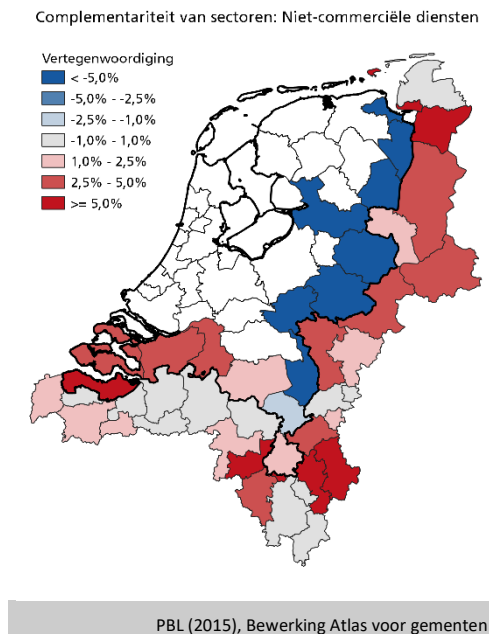 Complementariteit van sectoren: Niet-commerciële diensten
Vertegenwoordiging
< -5,0%
-5,0% - -2,5%
-2,5% - -1,0%
-1,0% - 1,0%
1,0% - 2,5%
2,5% - 5,0%
>= 5,0%
PBL (2015), Bewerking Atlas voor gementen